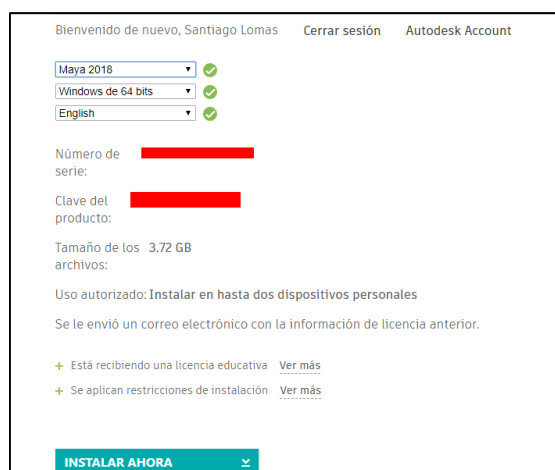 Bienvenido de nuevo, Santiago Lomas Cerrar sesión Autodesk Account
Maya 2018
Windows de 64 bits
English
Número de
serie:
Clave del
producto:
Tamaño de los 3.72 GB
archivos:
Uso autorizado: Instalar en hasta dos dispositivos personales
Se le envió un correo electrónico con la información de licencia anterior.
+ Está recibiendo una licencia educativa Ver más
+ Se aplican restricciones de instalación Ver más
INSTALAR AHORA